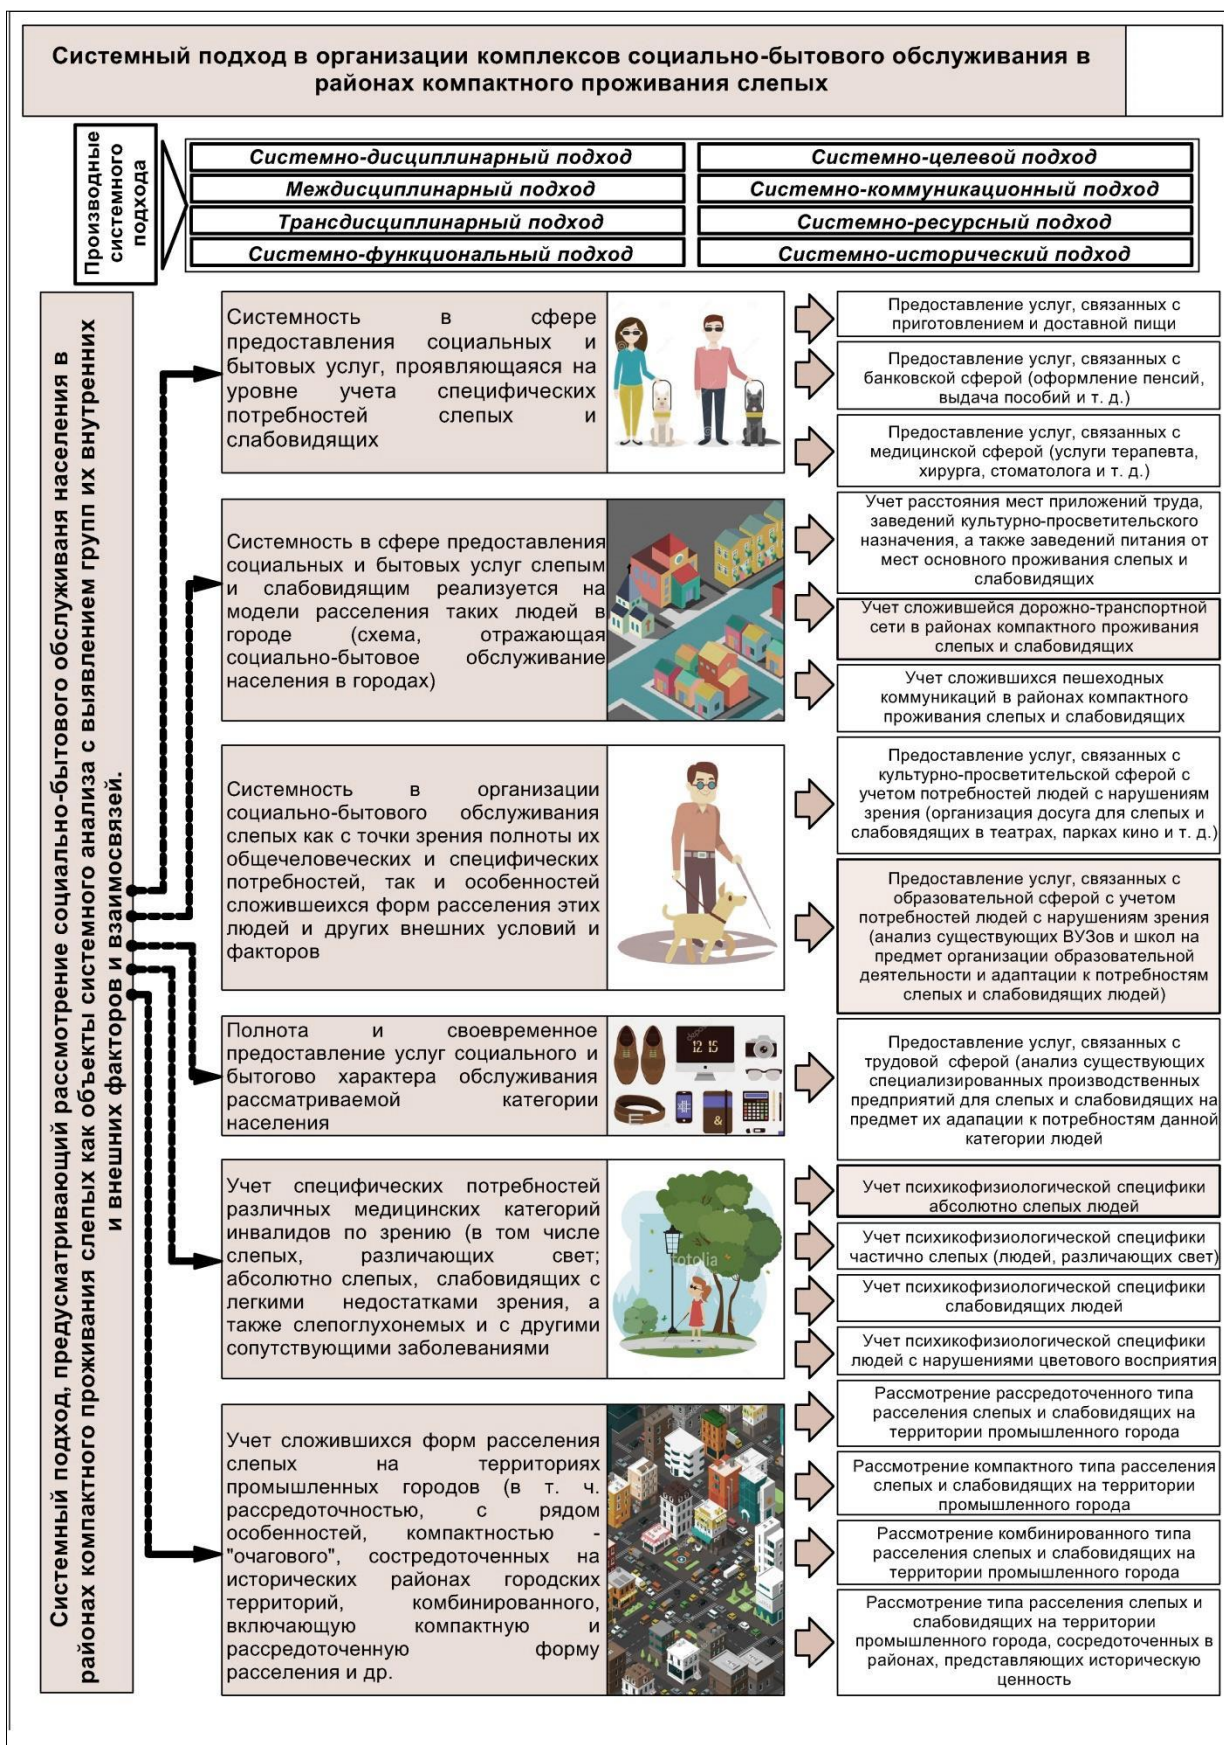 Системный подход в организации комплексов социально-бытового обслуживания в
районах компактного проживания слепых
Производные
системного
подхода
Системно-дисциплинарный подход
Междисциплинарный подход
Трансдисциплинарный подход
Системно-функциональный подход
Системно-целевой подход
Системно-коммуникационный подход
Системно-ресурсный подход
Системно-исторический подход
Системный подход, предусматривающий рассмотрение социально-бытового обслуживаня населения в
районах компактного проживания слепых как объекты системного анализа с выявлением групп их внутренних
и внешних факторов и взаимосвязей.
Системность в сфере
предоставления социальных и
бытовых услуг, проявляющаяся на
уровне учета специфических
потребностей слепых и
слабовидящих
Предоставление услуг, связанных с
приготовлением и доставной пищи
Предоставление услуг, связанных с
банковской сферой (оформление пенсий,
выдача пособий и т. д.)
Предоставление услуг, связанных с
медицинской сферой (услуги терапевта,
хирурга, стоматолога и т. д.)
Системность в сфере предоставления
социальных и бытовых услуг слепым
и слабовидящим реализуется на
модели расселения таких людей в
городе (схема, отражающая
социально-бытовое обслуживание
населения в городах)
Учет расстояния мест приложений труда,
заведений культурно-просветительского
назначения, а также заведений питания от
мест основного проживания слепых и
слабовидящих
Учет сложившейся дорожно-транспортной
сети в районах компактного проживания
слепых и слабовидящих
Учет сложившихся пешеходных
коммуникаций в районах компактного
проживания слепых и слабовидящих
Системность в организации
социально-бытового обслуживания
слепых как с точки зрения полноты их
общечеловеческих и специфических
потребностей, так и особенностей
сложившеихся форм расселения этих
людей и других внешних условий и
факторов
Предоставление услуг, связанных с
культурно-просветительской сферой с
учетом потребностей людей с нарушениям
зрения (организация досуга для слепых и
слабовядящих в театрах, парках кино и т. д.)
Предоставление услуг, связанных с
образовательной сферой с учетом
потребностей людей с нарушениям зрения
(анализ существующих ВУЗов и школ на
предмет организации образовательной
деятельности и адаптации к потребностям
слепых и слабовидящих людей)
Полнота и своевременное
предоставление услуг социального и
бытогово характера обслуживания
рассматриваемой категории
населения
12 15
&
Предоставление услуг, связанных с
трудовой сферой (анализ существующих
специализированных производственных
предприятий для слепых и слабовидящих на
предмет их адапации к потребностям данной
категории людей
Учет специфических потребностей
различных медицинских категорий
инвалидов по зрению (в том числе
слепых, различающих свет;
абсолютно слепых, слабовидящих с
легкими недостатками зрения, а
также слепоглухонемых и с другими
сопутствующими заболеваниями
fotolia
Учет психикофизиологической специфики
абсолютно слепых людей
Учет психикофизиологической специфики
частично слепых (людей, различающих свет)
Учет психикофизиологической специфики
слабовидящих людей
Учет психикофизиологической специфики
людей с нарушениями цветового восприятия
Учет сложившихся форм расселения
слепых на территориях
промышленных городов (в т. ч.
рассредоточностью, с рядом
особенностей, компактностью -
"очагового", состредоточенных на
исторических районах городских
территорий, комбинированного,
включающую компактную и
рассредоточенную форму
расселения и др.
Рассмотрение рассредоточенного типа
расселения слепых и слабовидящих на
территории промышленного города
Рассмотрение компактного типа расселения
слепых и слабовидящих на территории
промышленного города
Рассмотрение комбинированного типа
расселения слепых и слабовидящих на
территории промышленного города
Рассмотрение типа расселения слепых и
слабовидящих на территории
промышленного города, сосредоточенных в
районах, представляющих историческую
ценность